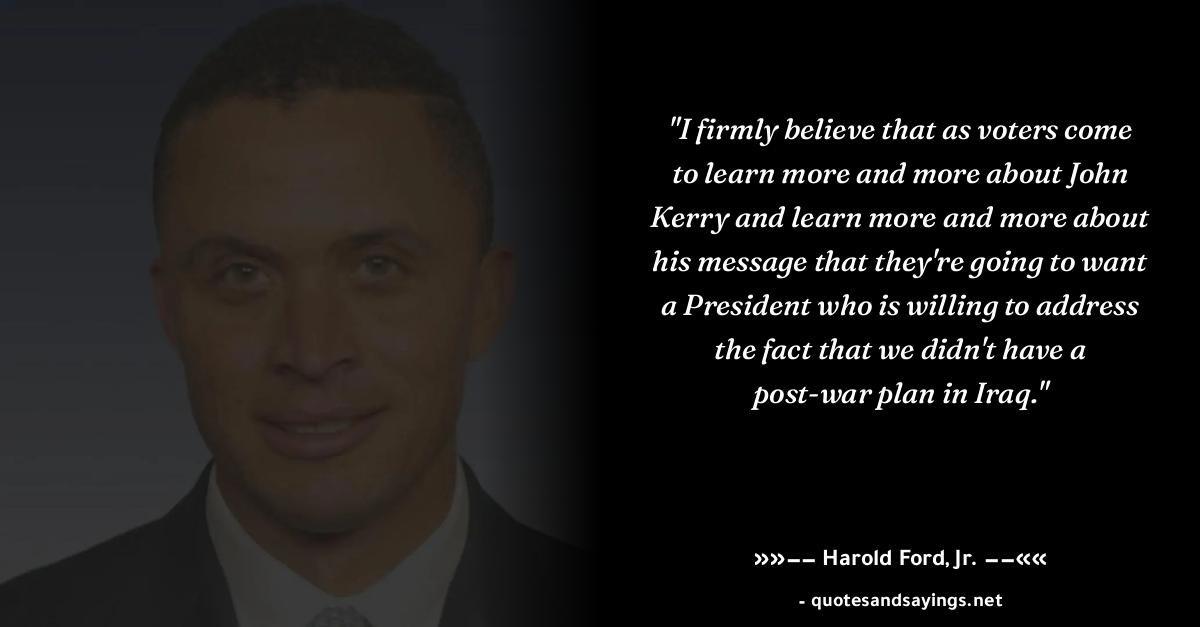 "I firmly believe that as voters come
to learn more and more about John
Kerry and learn more and more about
his message that they're going to want
a President who is willing to address
the fact that we didn't have a
post-war plan in Iraq."
»»−− Harold Ford, Jr. −−««
- quotesandsayings.net